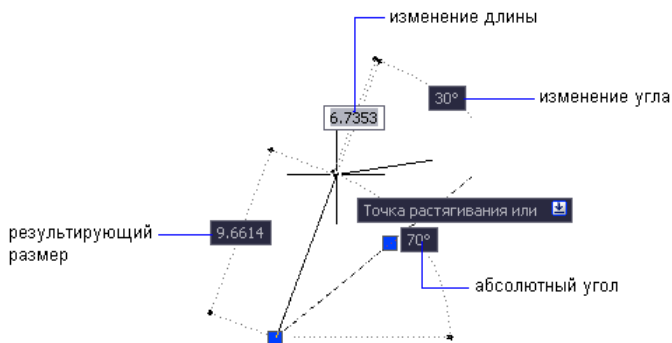 изменение длины
30°
изменение угла
6.7353
Точка растягивания или
результирующий
размер
9.6614
70°
абсолютный угол